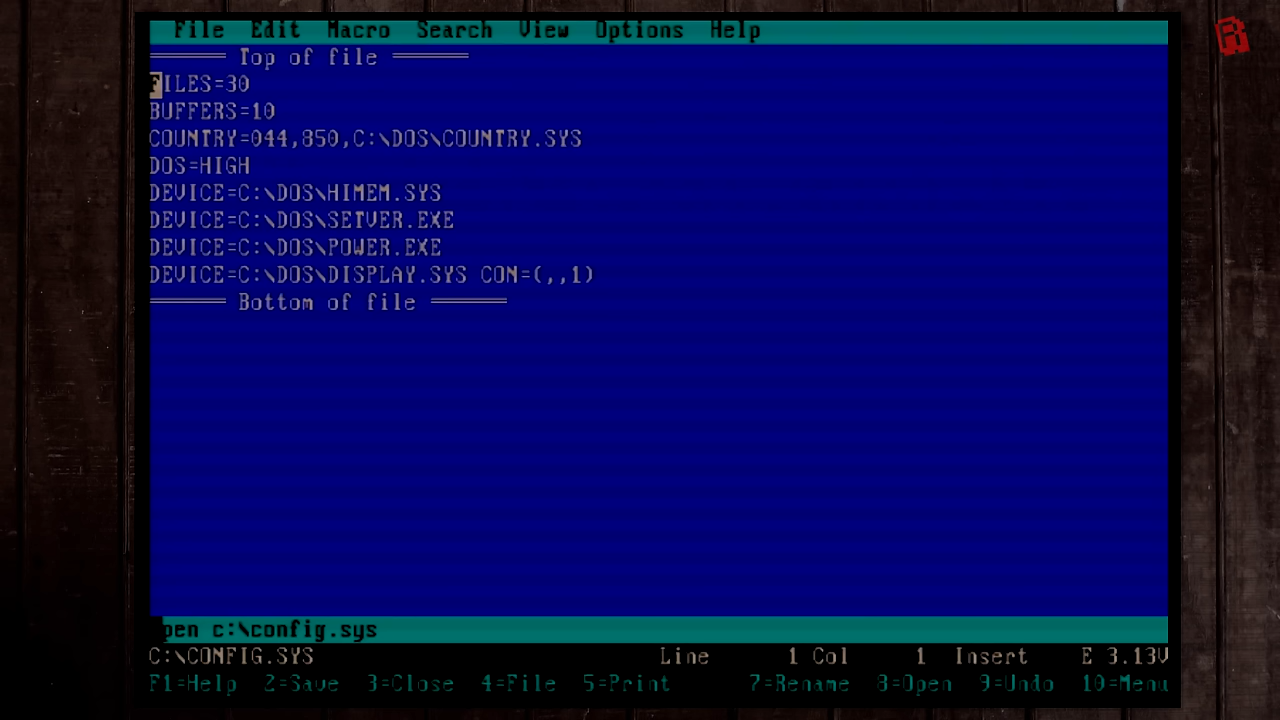 File Edit Macro Search View Options Help
Top of file
FILES=30
BUFFERS=10
COUNTRY=044,850,C:\DOS\COUNTRY.SYS
DOS=HIGH
DEVICE=C:\DOS\HIMEM.SYS
DEVICE=C:\DOS\SETVER.EXE
DEVICE=C:\DOS\POWER.EXE
DEVICE=C:\DOS\DISPLAY.SYS CON=(,,1)
Bottom of file
open c:\config.sys
C:\CONFIG.SYS Line 1 Col 1 Insert E 3.13V
F1=Help 2=Save 3=Close 4=File 5=Print 7=Rename 8=Open 9=Undo 10=Menu
R